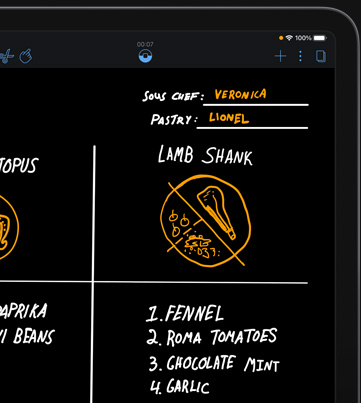 100%
00:07
SOUS CHEF: VERONICA
PASTRY: LIONEL
TOPUS
LAMB SHANK
PAPRIKA
I BEANS
1. FENNEL
2. ROMA TOMATOES
3. CHOCOLATE MINT
4. GARLIC